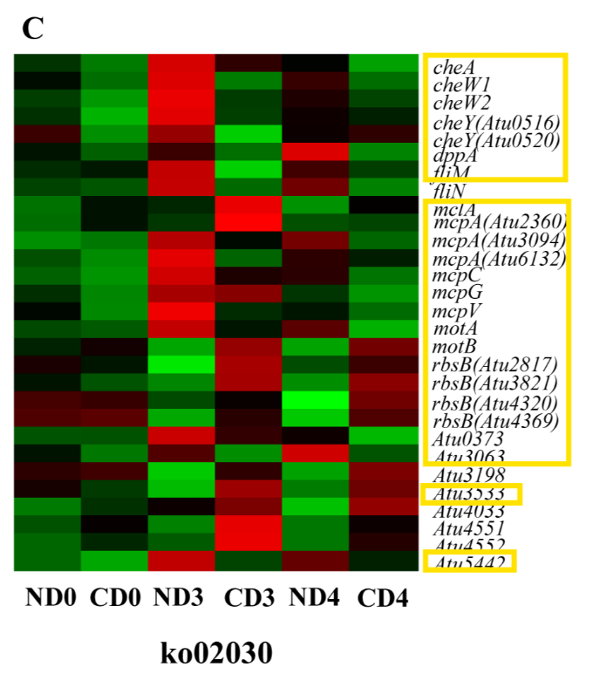 C
cheA
cheW1
cheW2
cheY(Atu0516)
cheY(Atu0520)
dppA
fliM
fliN
mclA
mcpA(Atu2360)
mcpA(Atu3094)
mcpA(Atu6132)
mcpC
mcpG
mcpV
motA
motB
rbsB(Atu2817)
rbsB(Atu3821)
rbsB(Atu4320)
rbsB(Atu4369)
Atu0373
Atu3063
Atu3198
Atu3533
Atu4033
Atu4551
Atu4552
Atu5442
ND0 CD0 ND3 CD3 ND4 CD4
ko02030